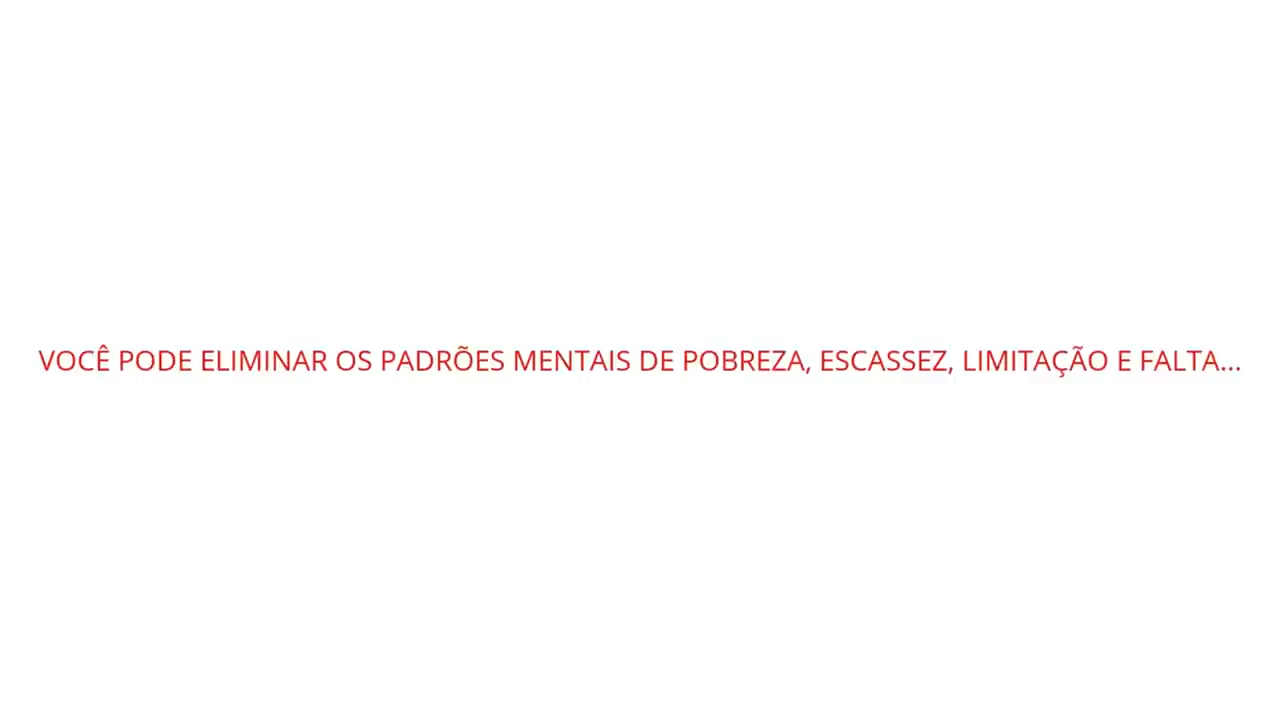 VOCÊ PODE ELIMINAR OS PADRÕES MENTAIS DE POBREZA, ESCASSEZ, LIMITAÇÃO E FALTA...